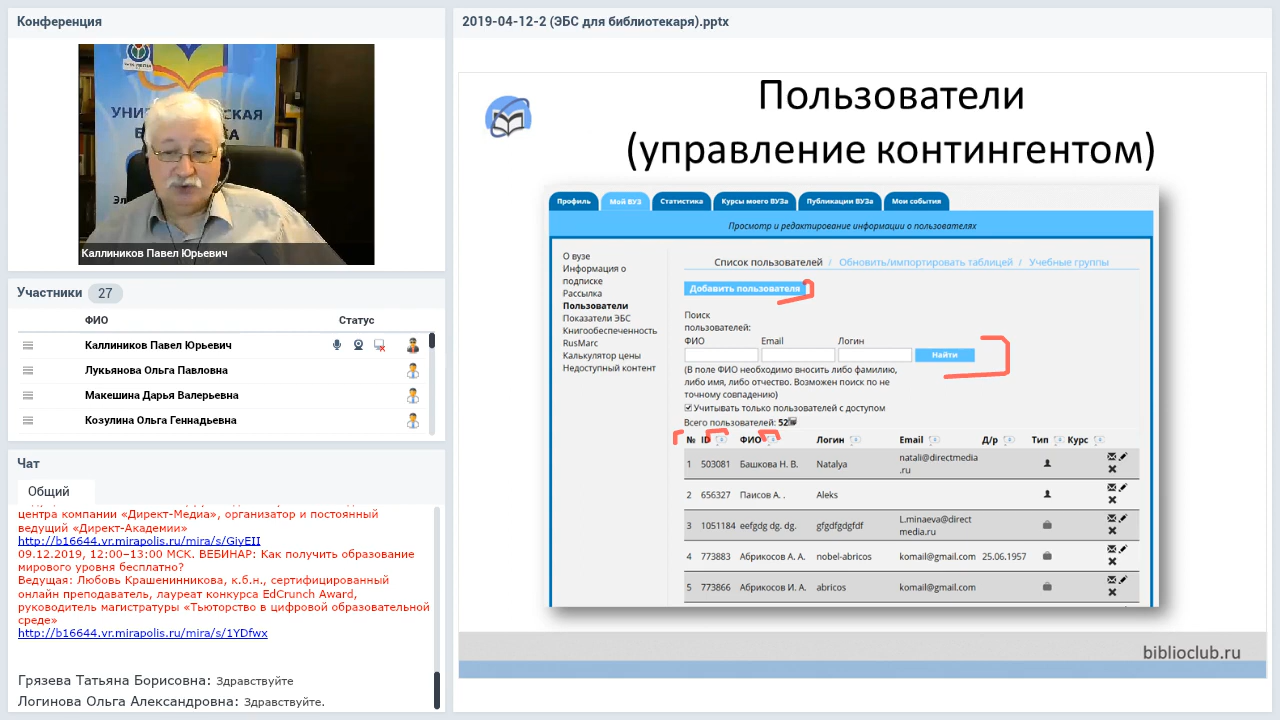 Конференция
УНИ
СКАЯ
Каллиников Павел Юрьевич
Участники 27
ФИО Статус
Каллиников Павел Юрьевич
Лукьянова Ольга Павловна
Макешина Дарья Валерьевна
Козулина Ольга Геннадьевна
Чат
Общий
центра компании «Директ-Медиа», организатор и постоянный
ведущий «Директ-Академии»
http://b16644.vr.mirapolis.ru/mira/s/GiyEII
09.12.2019, 12:00–13:00 МСК. ВЕБИНАР: Как получить образование
мирового уровня бесплатно?
Ведущая: Любовь Крашенинникова, к.б.н., сертифицированный
онлайн преподаватель, лауреат конкурса EdCrunch Award,
руководитель магистратуры «Тьюторство в цифровой образовательной
среде»
http://b16644.vr.mirapolis.ru/mira/s/1YDfwx
Грязева Татьяна Борисовна: Здравствуйте
Логинова Ольга Александровна: Здравствуйте.
2019-04-12-2 (ЭБС для библиотекаря).pptx
Пользователи
(управление контингентом)
Профиль Мой ВУЗ Статистика Курсы моего ВУЗа Публикации ВУЗа Мои события
Просмотр и редактирование информации о пользователях
О вузе
Информация о
подписке
Рассылка
Пользователи
Показатели ЭБС
Книгообеспеченность
RusMarc
Калькулятор цены
Недоступный контент
Список пользователей / Обновить/импортировать таблицей / Учебные группы
Добавить пользователя
Поиск
пользователей:
ФИО Email Логин
Найти
(В поле ФИО необходимо вносить либо фамилию,
либо имя, либо отчество. Возможен поиск по не
точному совпадению)
Учитывать только пользователей с доступом
Всего пользователей: 52
№ ID ФИО Логин Email Д/р Тип Курс
1 503081 Башкова Н. В. Natalya natali@directmedia
.ru
2 656327 Паисов А. . Aleks
3 1051184 eefgdg dg. dg. gfgdfgdgfdf L.minaeva@direct
media.ru
4 773883 Абрикосов А. А. nobel-abricos komail@gmail.com 25.06.1957
5 773866 Абрикосов И. А. abricos komail@gmail.com
biblioclub.ru